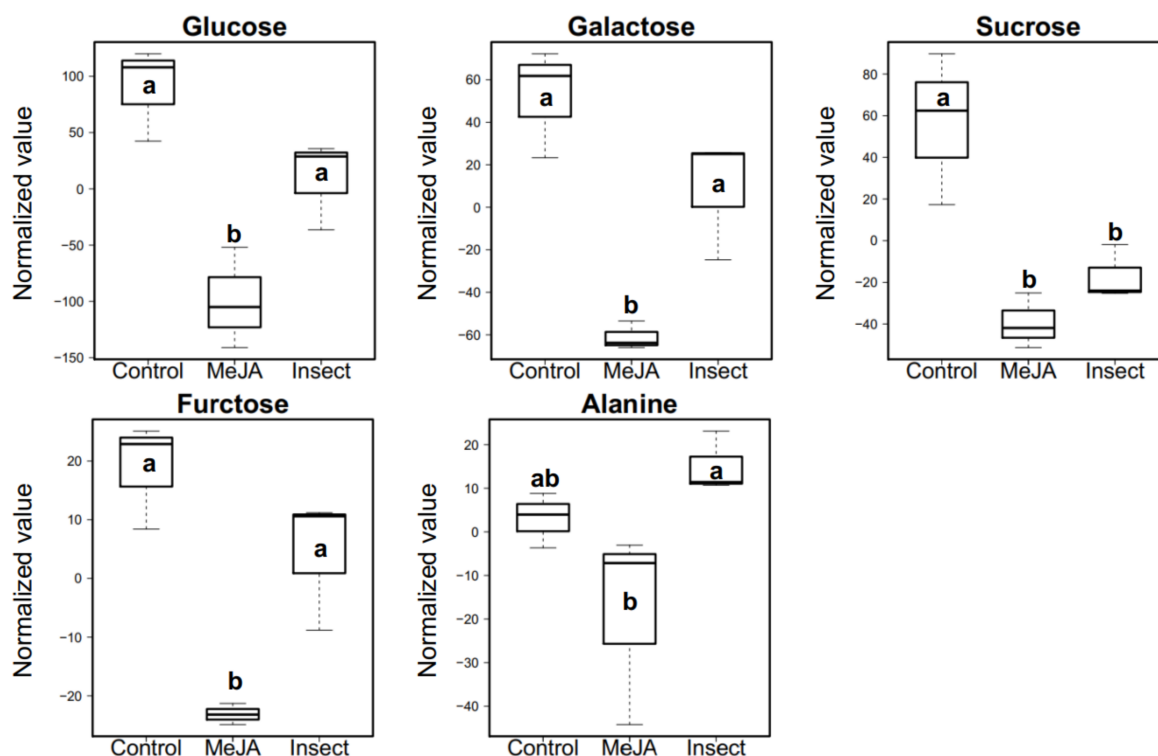 Glucose
Normalized value
100
50
0
−50
−100
−150
a
b
a
Control MeJA Insect
Galactose
Normalized value
60
40
20
0
−20
−40
−60
a
b
a
Control MeJA Insect
Sucrose
Normalized value
80
60
40
20
0
−20
−40
a
b
b
Control MeJA Insect
Furctose
Normalized value
20
10
0
−10
−20
a
b
a
Control MeJA Insect
Alanine
Normalized value
20
10
0
−10
−20
−30
−40
ab
b
a
Control MeJA Insect